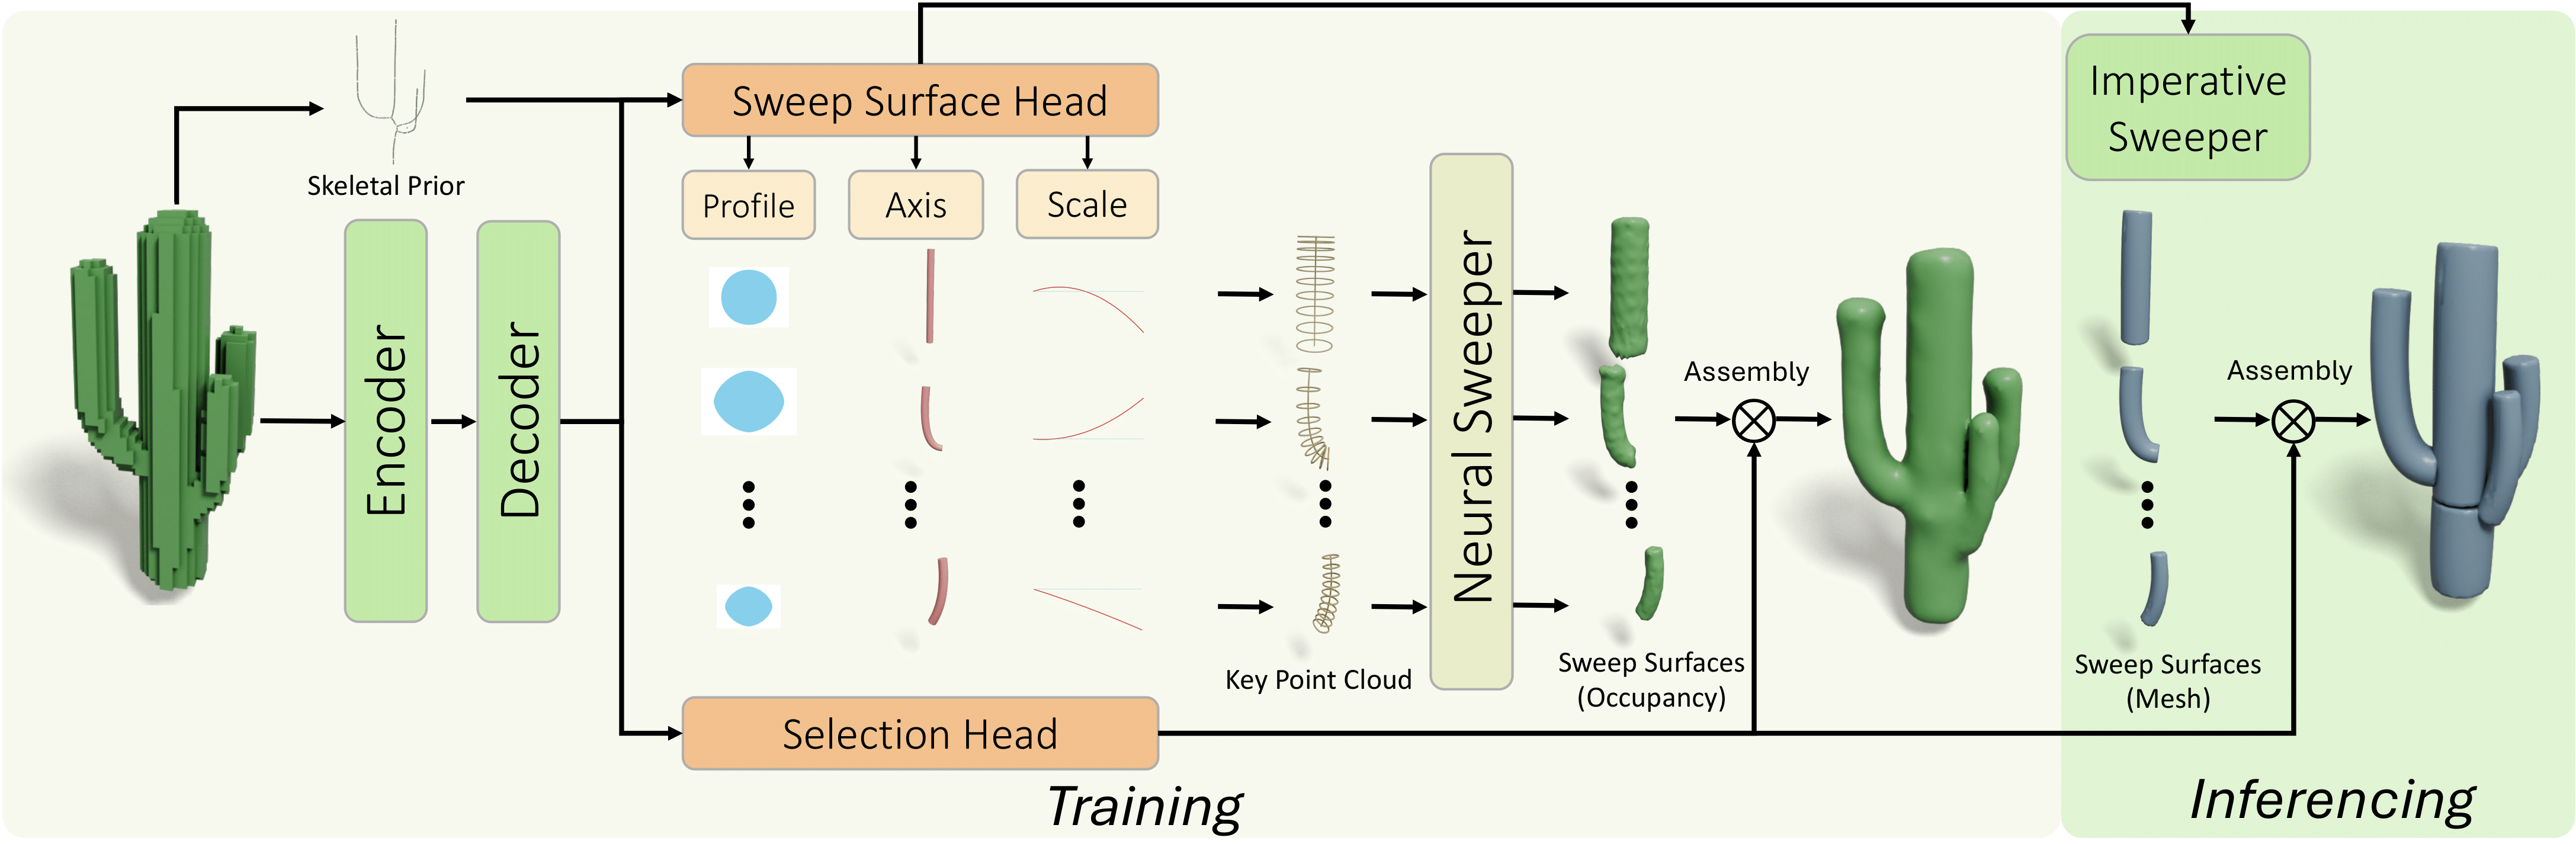 Skeletal Prior
Encoder
Decoder
Sweep Surface Head
Profile
Axis
Scale
Key Point Cloud
Neural Sweeper
Sweep Surfaces
(Occupancy)
Assembly
Selection Head
Training
Imperative
Sweeper
Sweep Surfaces
(Mesh)
Assembly
Inferencing